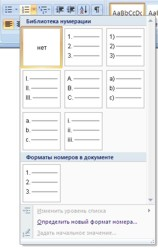 AaBbCcDc AaI
Библиотека нумерации
нет
1.
2.
3.
1)
2)
3)
I.
II.
III.
A.
B.
C.
a)
b)
c)
a.
b.
c.
i.
ii.
iii.
Форматы номеров в документе
1.
2.
3.
Изменить уровень списка
Определить новый формат номера...
Задать начальное значение...